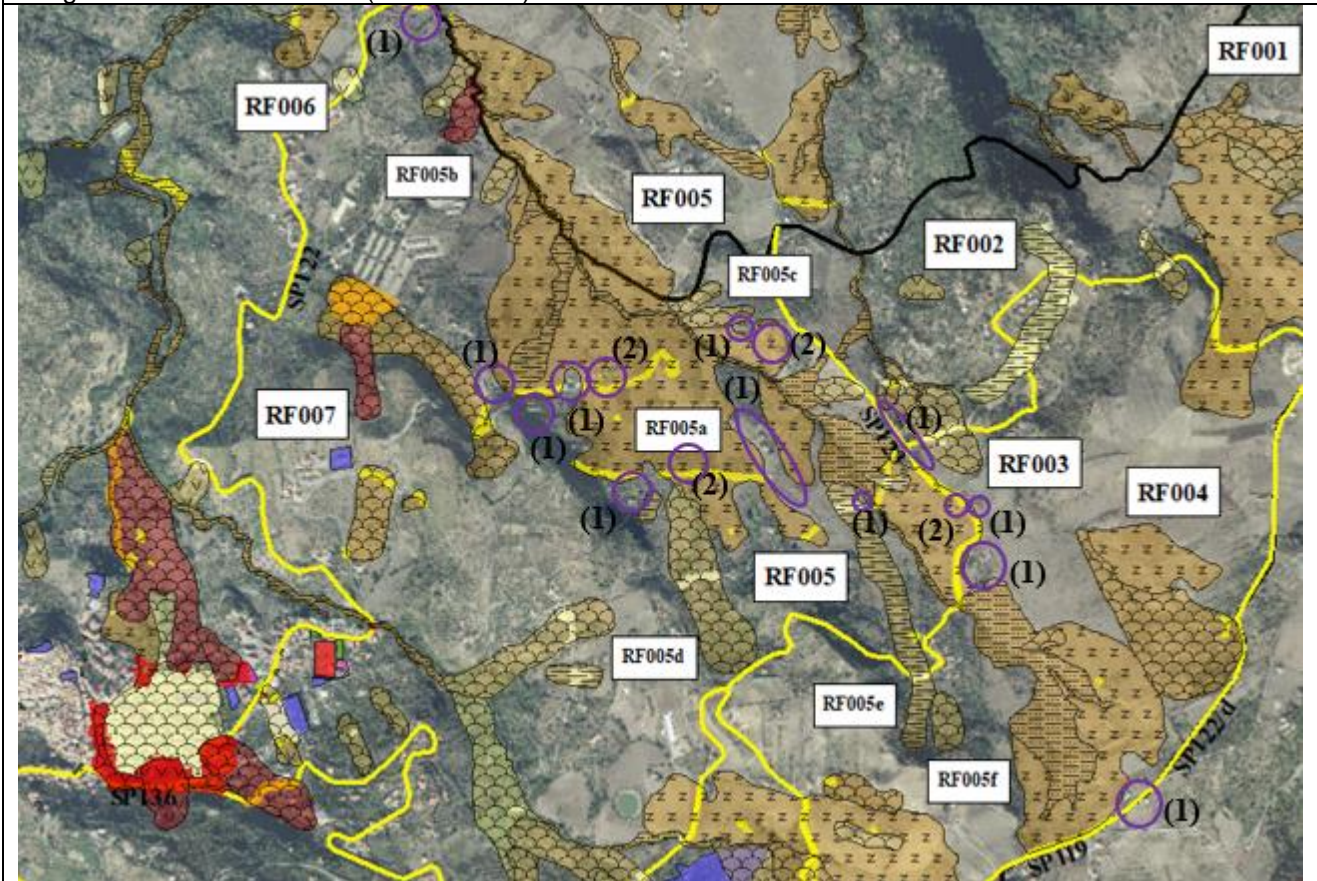 (1)
RF001
RF006
RF005b
RF005
RF002
RF005c
SP122
(1)
(2)
(1)
(2)
(1)
(1)
RF007
(1)
RF005a
(1)
RF003
(2)
RF004
(1)
(1)
(2)
(1)
RF005
(1)
RF005d
RF005e
SP122/d
RF005f
SP136
(1)
SP119